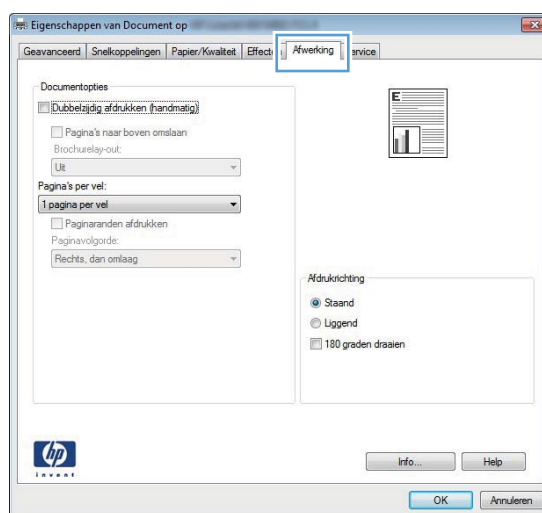 Eigenschappen van Document op
Geavanceerd Snelkoppelingen Papier/Kwaliteit Effect Afwerking ervice
Documentopties
Dubbelzijdig afdrukken (handmatig)
Pagina's naar boven omslaan
Brochurelay-out:
Uit
Pagina's per vel:
1 pagina per vel
Paginaranden afdrukken
Paginavolgorde:
Rechts, dan omlaag
E
Afdrukrichting
Staand
Liggend
180 graden draaien
hp
invent
Info... Help
OK Annuleren